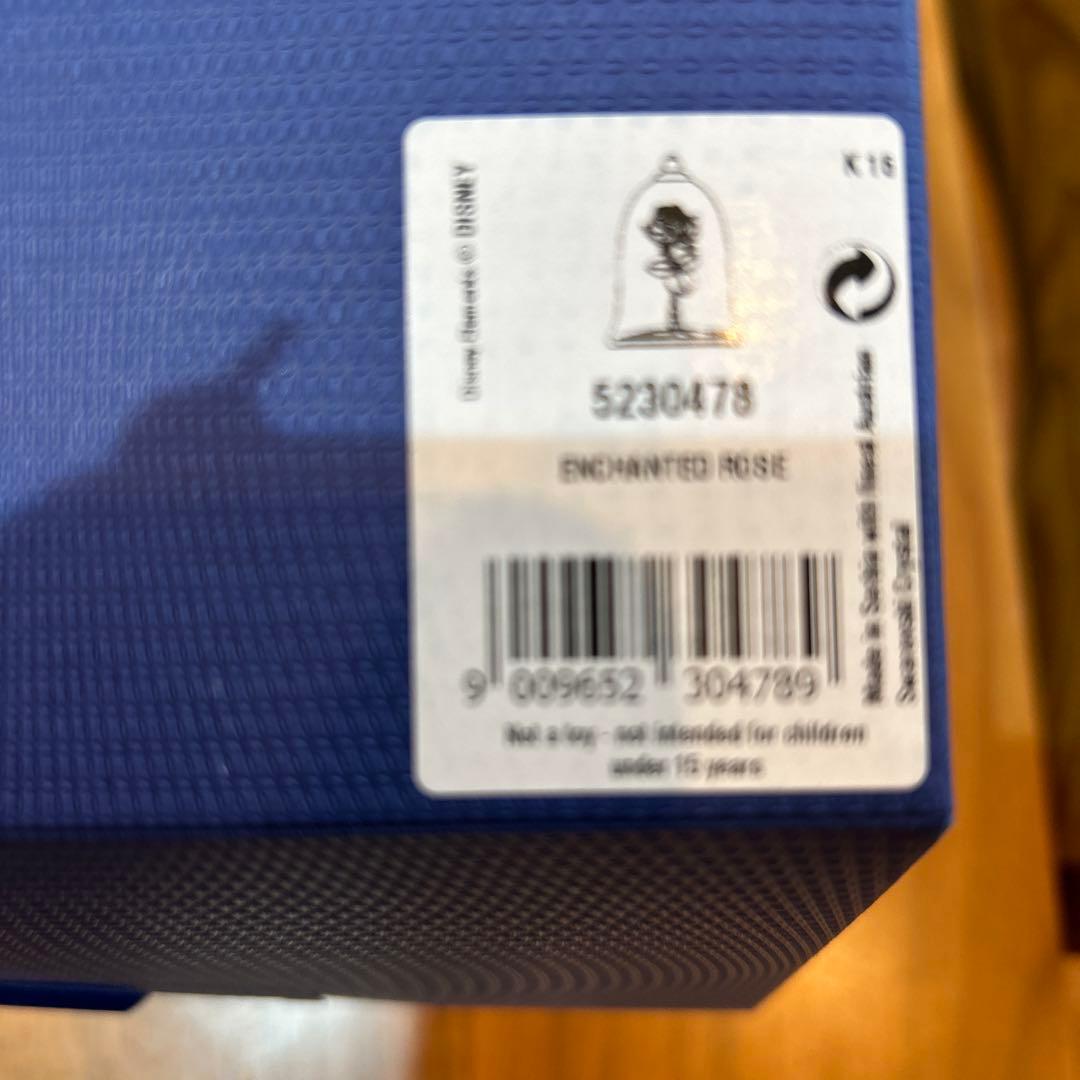 K16
Disney Elements © DISNEY
5230478
ENCHANTED ROSE
Made in Serbia with finest Austrian
Swarovski Crystal
9 009652 304789
Not a toy - not intended for children
under 15 years